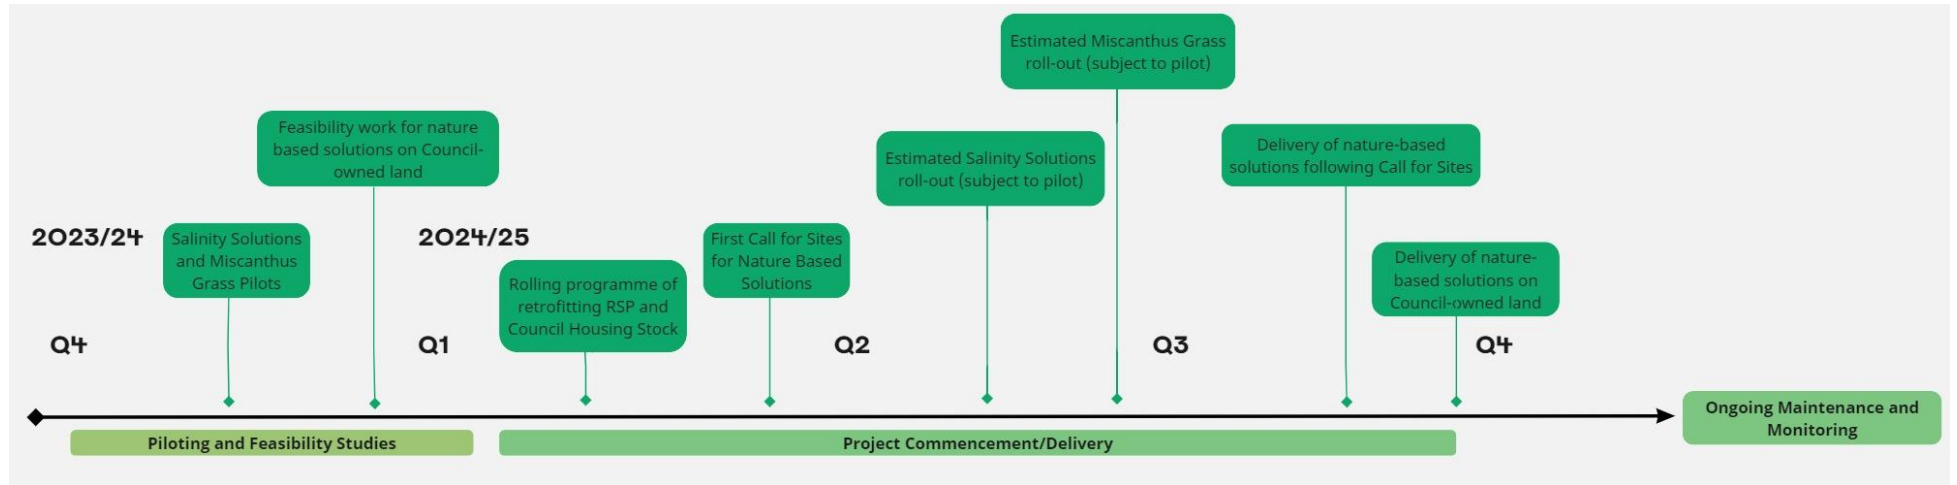 Estimated Miscanthus Grass
roll-out (subject to pilot)
Feasibility work for nature
based solutions on Council-
owned land
Estimated Salinity Solutions
roll-out (subject to pilot)
Delivery of nature-based
solutions following Call for Sites
2023/24
Salinity Solutions
and Miscanthus
Grass Pilots
2024/25
Rolling programme of
retrofitting RSP and
Council Housing Stock
First Call for Sites
for Nature Based
Solutions
Delivery of nature-
based solutions on
Council-owned land
Q4
Q1
Q2
Q3
Q4
Ongoing Maintenance and
Monitoring
Piloting and Feasibility Studies
Project Commencement/Delivery